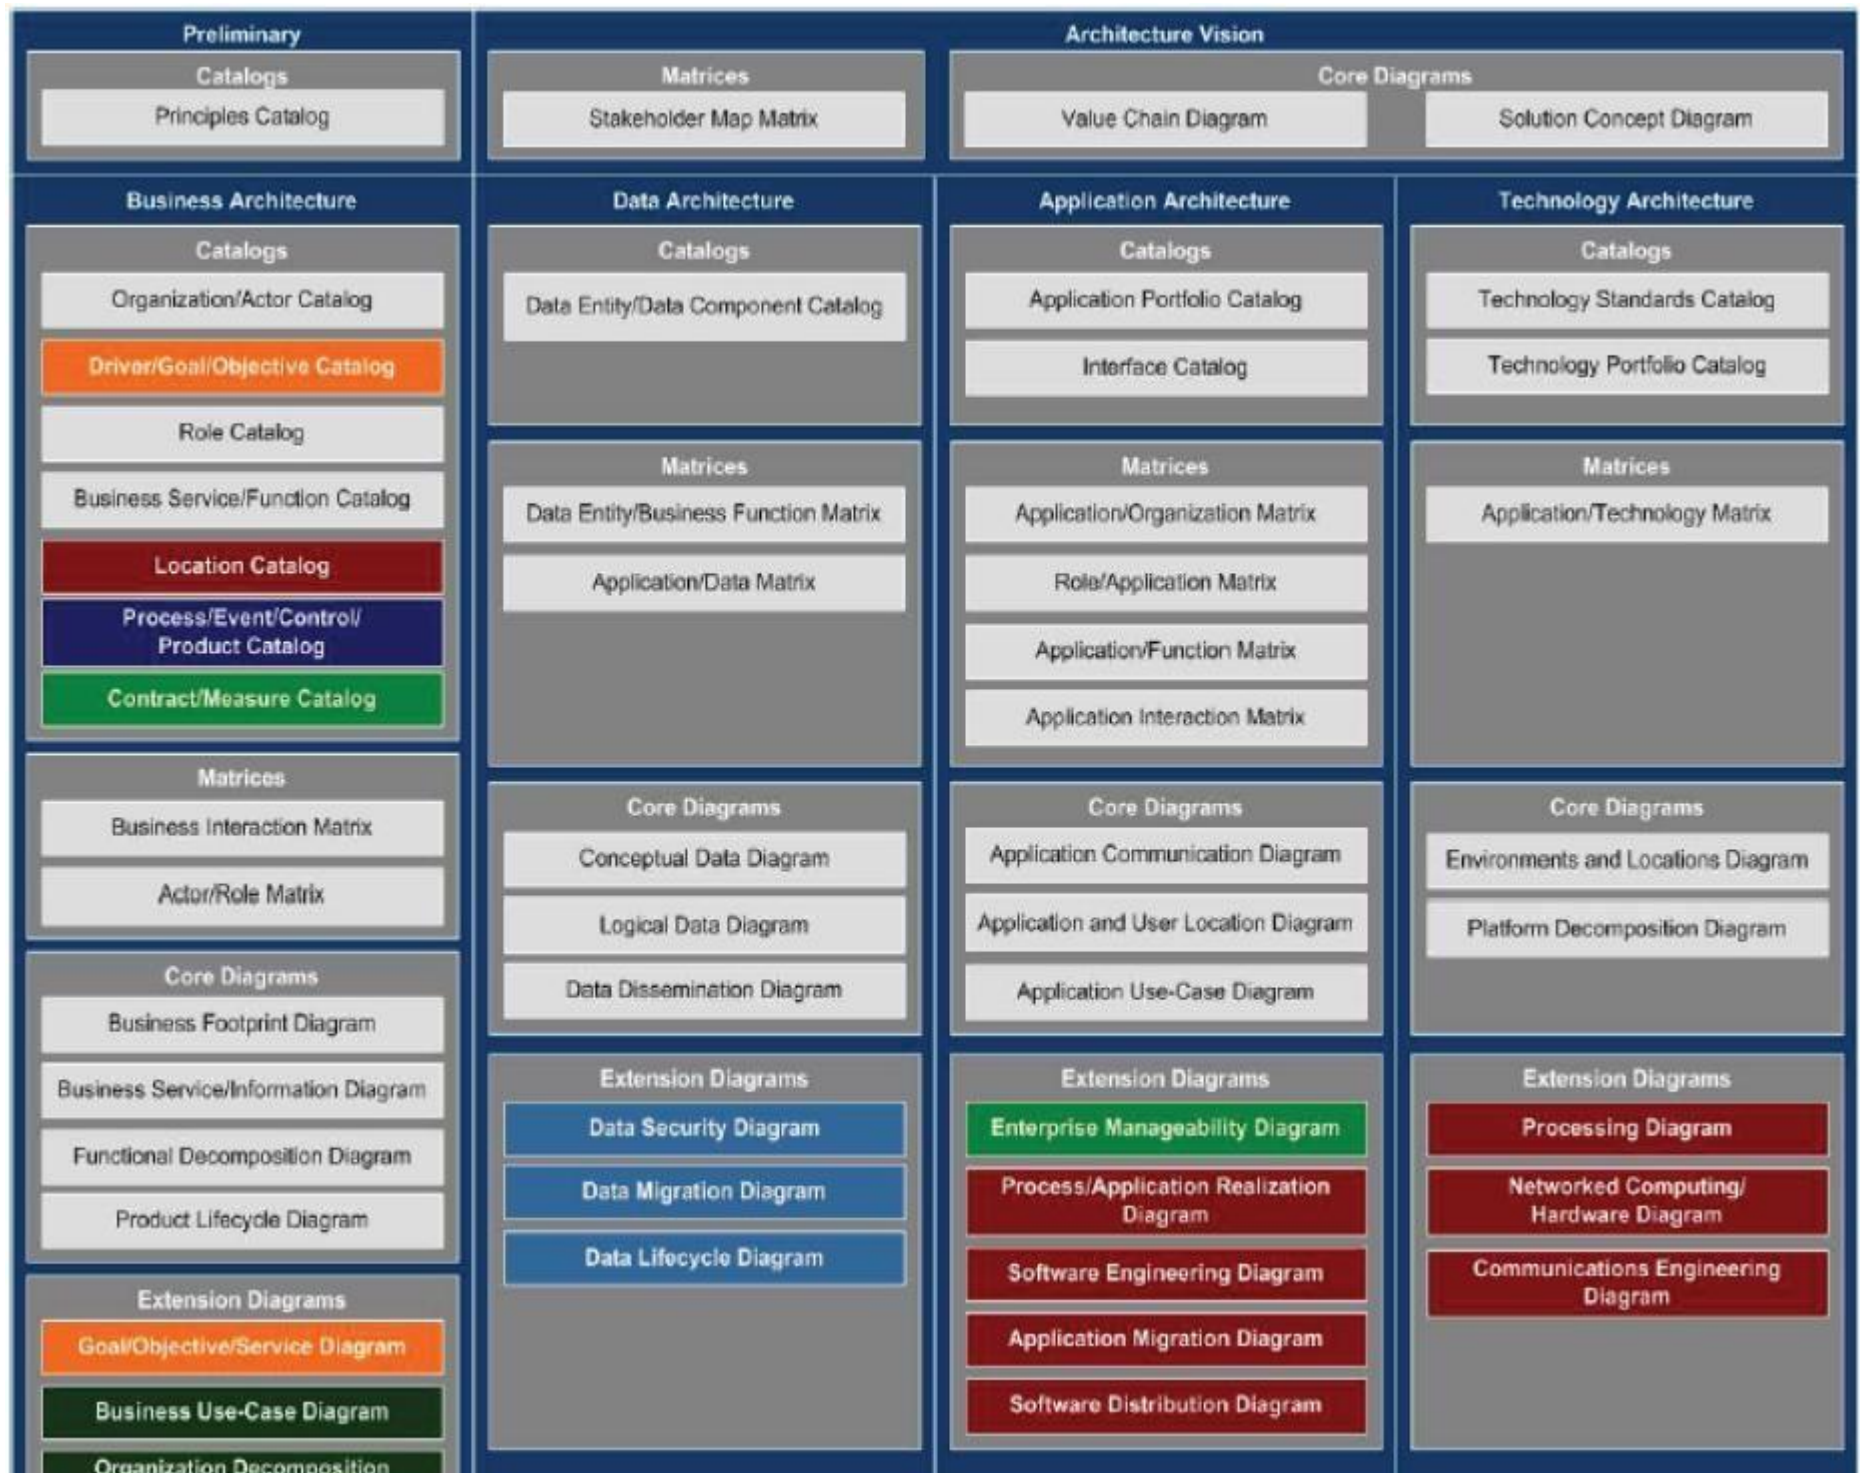 Preliminary
Catalogs
Principles Catalog
Architecture Vision
Matrices
Stakeholder Map Matrix
Core Diagrams
Value Chain Diagram
Solution Concept Diagram
Business Architecture
Catalogs
Organization/Actor Catalog
Driver/Goal/Objective Catalog
Role Catalog
Business Service/Function Catalog
Location Catalog
Process/Event/Control/
Product Catalog
Contract/Measure Catalog
Matrices
Business Interaction Matrix
Actor/Role Matrix
Core Diagrams
Business Footprint Diagram
Business Service/Information Diagram
Functional Decomposition Diagram
Product Lifecycle Diagram
Extension Diagrams
Goal/Objective/Service Diagram
Business Use-Case Diagram
Organization Decomposition
Data Architecture
Catalogs
Data Entity/Data Component Catalog
Matrices
Data Entity/Business Function Matrix
Application/Data Matrix
Core Diagrams
Conceptual Data Diagram
Logical Data Diagram
Data Dissemination Diagram
Extension Diagrams
Data Security Diagram
Data Migration Diagram
Data Lifecycle Diagram
Application Architecture
Catalogs
Application Portfolio Catalog
Interface Catalog
Matrices
Application/Organization Matrix
Role/Application Matrix
Application/Function Matrix
Application Interaction Matrix
Core Diagrams
Application Communication Diagram
Application and User Location Diagram
Application Use-Case Diagram
Extension Diagrams
Enterprise Manageability Diagram
Process/Application Realization
Diagram
Software Engineering Diagram
Application Migration Diagram
Software Distribution Diagram
Technology Architecture
Catalogs
Technology Standards Catalog
Technology Portfolio Catalog
Matrices
Application/Technology Matrix
Core Diagrams
Environments and Locations Diagram
Platform Decomposition Diagram
Extension Diagrams
Processing Diagram
Networked Computing/
Hardware Diagram
Communications Engineering
Diagram